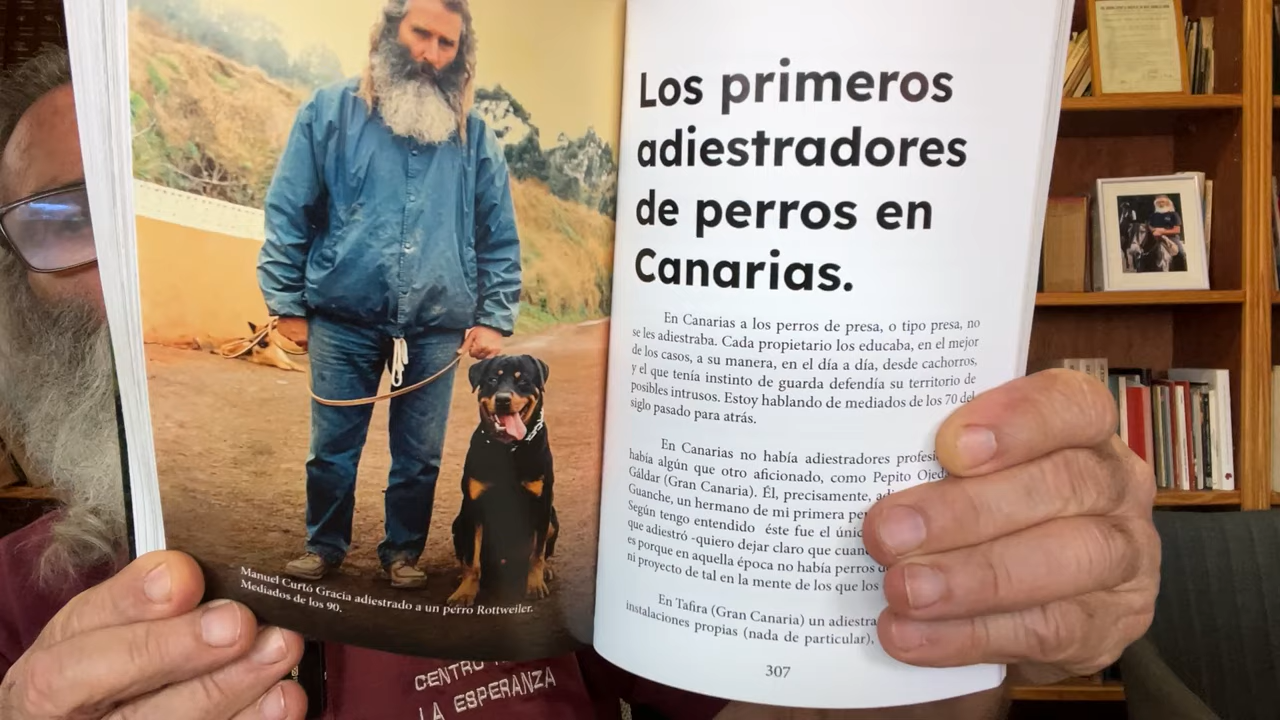 Manuel Curtó Gracia adiestrado a un perro Rottweiler.
Mediados de los 90.
Los primeros
adiestradores
de perros en
Canarias.
En Canarias a los perros de presa, o tipo presa, no
se les adiestraba. Cada propietario los educaba, en el mejor
de los casos, a su manera, en el día a día, desde cachorros,
y el que tenía instinto de guarda defendía su territorio de
posibles intrusos. Estoy hablando de mediados de los 70 del
siglo pasado para atrás.
En Canarias no había adiestradores
había algún que otro aficionado, como Pepito
Gáldar (Gran Canaria). Él, precisamente,
Guanche, un hermano de mi primera
Según tengo entendido éste fue el
que adiestró -quiero dejar claro que
es porque en aquella época no había perros
ni proyecto de tal en la mente de los que los
En Tafira (Gran Canaria) un
instalaciones propias (nada de particular),
307
CENTRO
LA ESPERANZA